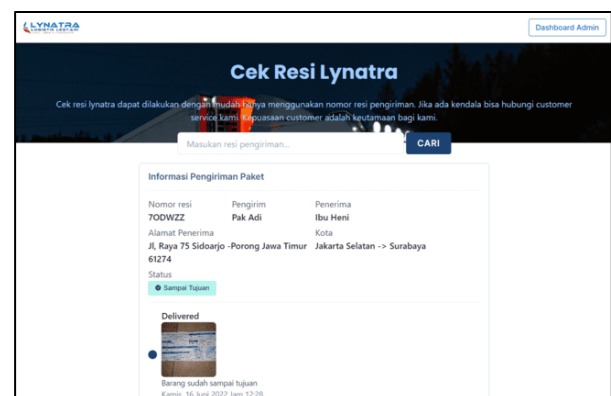 LYNATRA
LOGISTIK LESTARI
Dashboard Admin
Cek Resi Lynatra
Cek resi lynatra dapat dilakukan dengan mudah hanya menggunakan nomor resi pengiriman. Jika ada kendala bisa hubungi customer
service kami. Kepuasaan customer adalah keutamaan bagi kami.
Masukan resi pengiriman...
CARI
Informasi Pengiriman Paket
Nomor resi Pengirim Penerima
7ODWZZ Pak Adi Ibu Heni
Alamat Penerima Kota
Jl, Raya 75 Sidoarjo -Porong Jawa Timur Jakarta Selatan -> Surabaya
61274
Status
Sampai Tujuan
Delivered
Barang sudah sampai tujuan
Kamis, 16 Juni 2022 Jam 12:28